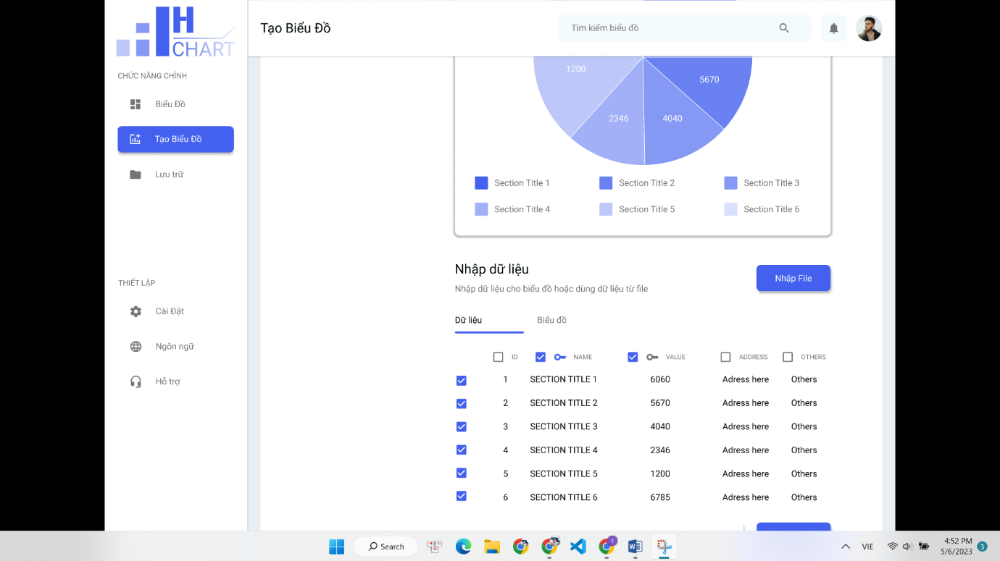 H
CHART
Tạo Biểu Đồ
Tìm kiếm biểu đồ
CHỨC NĂNG CHÍNH
Biểu Đồ
Tạo Biểu Đồ
Lưu trữ
THIẾT LẬP
Cài Đặt
Ngôn ngữ
Hỗ trợ
1200
5670
2346
4040
Section Title 1
Section Title 2
Section Title 3
Section Title 4
Section Title 5
Section Title 6
Nhập dữ liệu
Nhập File
Nhập dữ liệu cho biểu đồ hoặc dùng dữ liệu từ file
Dữ liệu
Biểu đồ
ID NAME VALUE ADDRESS OTHERS
1 SECTION TITLE 1 6060 Adress here Others
2 SECTION TITLE 2 5670 Adress here Others
3 SECTION TITLE 3 4040 Adress here Others
4 SECTION TITLE 4 2346 Adress here Others
5 SECTION TITLE 5 1200 Adress here Others
6 SECTION TITLE 6 6785 Adress here Others
Search
1
VIE
4:52 PM
5/6/2023
3